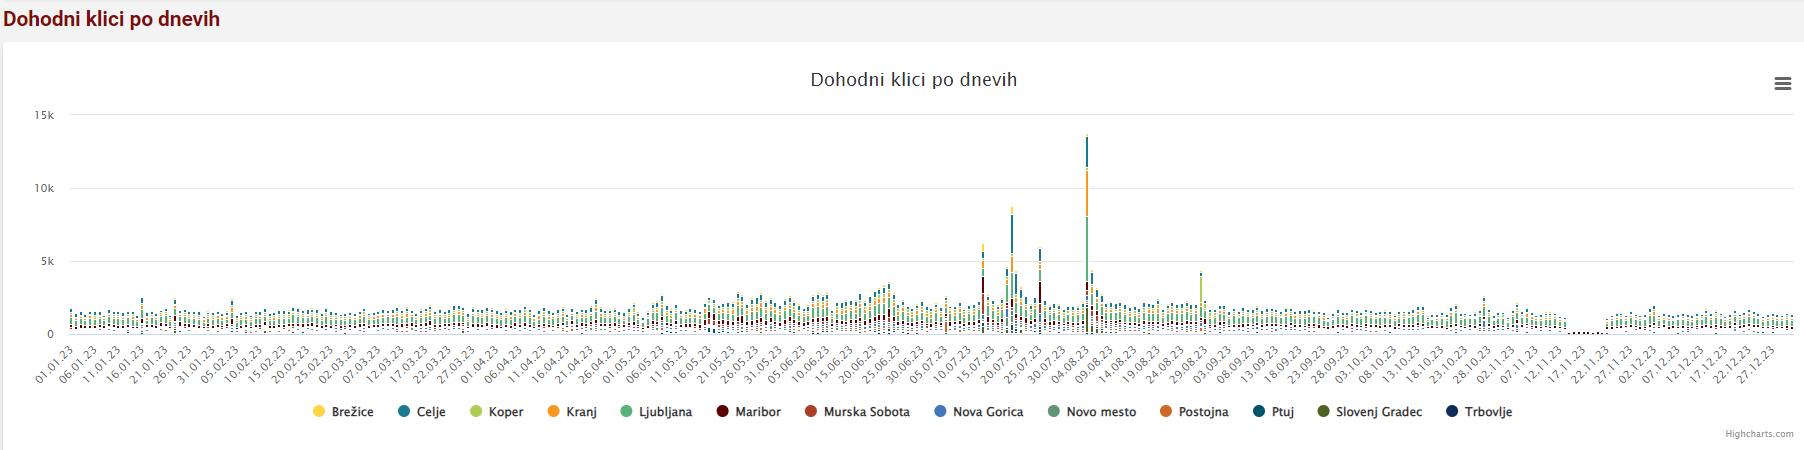 Dohodni klici po dnevih
Dohodni klici po dnevih
15k
10k
5k
0
01.01.23 06.01.23 11.01.23 16.01.23 21.01.23 26.01.23 31.01.23 05.02.23 10.02.23 15.02.23 20.02.23 25.02.23 02.03.23 07.03.23 12.03.23 17.03.23 22.03.23 27.03.23 01.04.23 06.04.23 11.04.23 16.04.23 21.04.23 26.04.23 01.05.23 06.05.23 11.05.23 16.05.23 21.05.23 26.05.23 31.05.23 05.06.23 10.06.23 15.06.23 20.06.23 25.06.23 30.06.23 05.07.23 10.07.23 15.07.23 20.07.23 25.07.23 30.07.23 04.08.23 09.08.23 14.08.23 19.08.23 24.08.23 29.08.23 03.09.23 08.09.23 13.09.23 18.09.23 23.09.23 28.09.23 03.10.23 08.10.23 13.10.23 18.10.23 23.10.23 28.10.23 02.11.23 07.11.23 12.11.23 17.11.23 22.11.23 27.11.23 02.12.23 07.12.23 12.12.23 17.12.23 22.12.23 27.12.23
Brežice Celje Koper Kranj Ljubljana Maribor Murska Sobota Nova Gorica Novo mesto Postojna Ptuj Slovenj Gradec Trbovlje
Highcharts.com